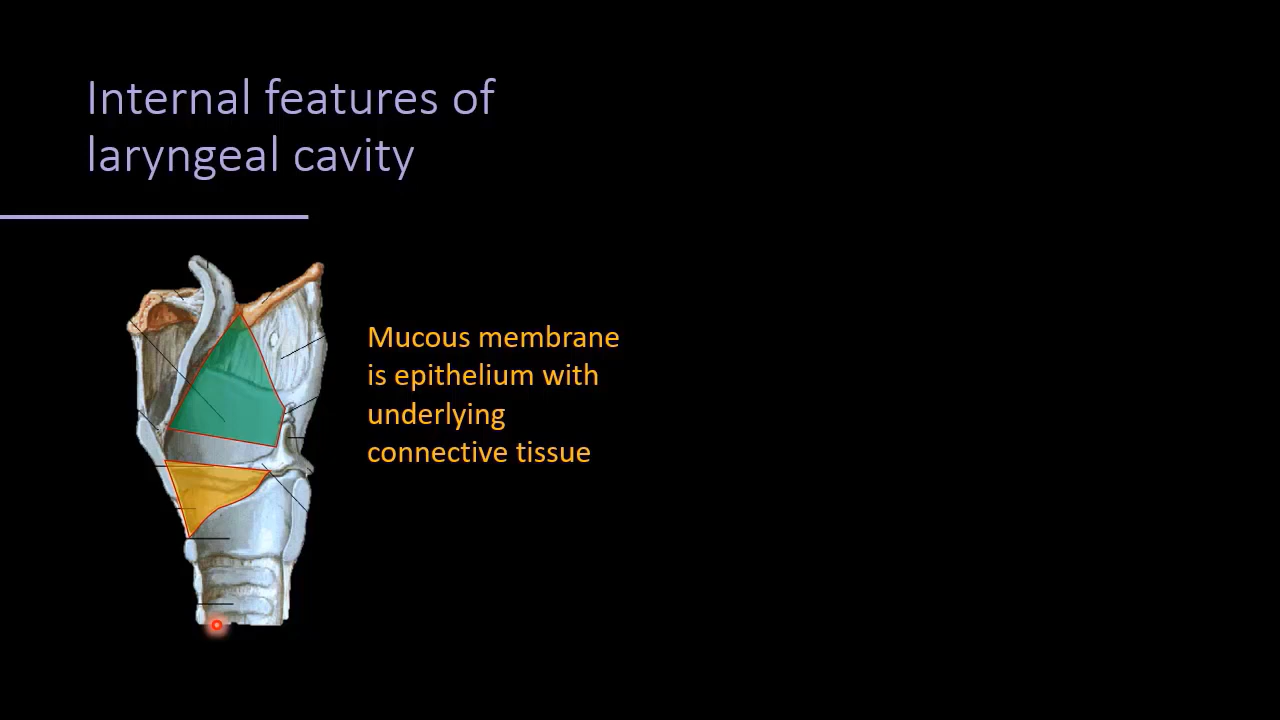 Internal features of
laryngeal cavity
Mucous membrane
is epithelium with
underlying
connective tissue